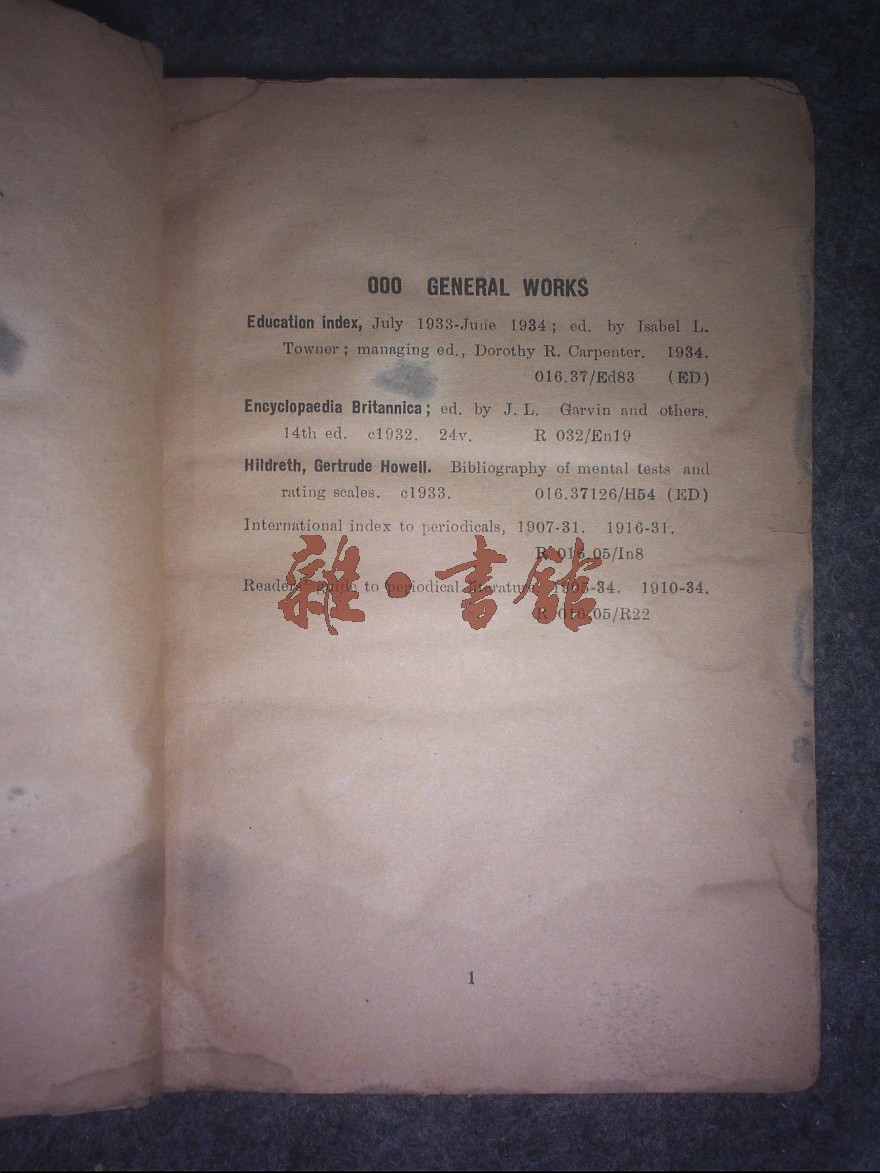 000 GENERAL WORKS
Education index, July 1933-June 1934; ed. by Isabel L.
Towner; managing ed., Dorothy R. Carpenter. 1934.
016.37/Ed83 (ED)
Encyclopaedia Britannica; ed. by J. L. Garvin and others.
14th ed. c1932. 24v. R 032/En19
Hildreth, Gertrude Howell. Bibliography of mental tests and
rating scales. c1933. 016.37126/H54 (ED)
International index to periodicals, 1907-31. 1916-31.
R 016.05/In8
Readers' guide to periodical literature, 1905-34. 1910-34.
R 016.05/R22
雜·書館
1